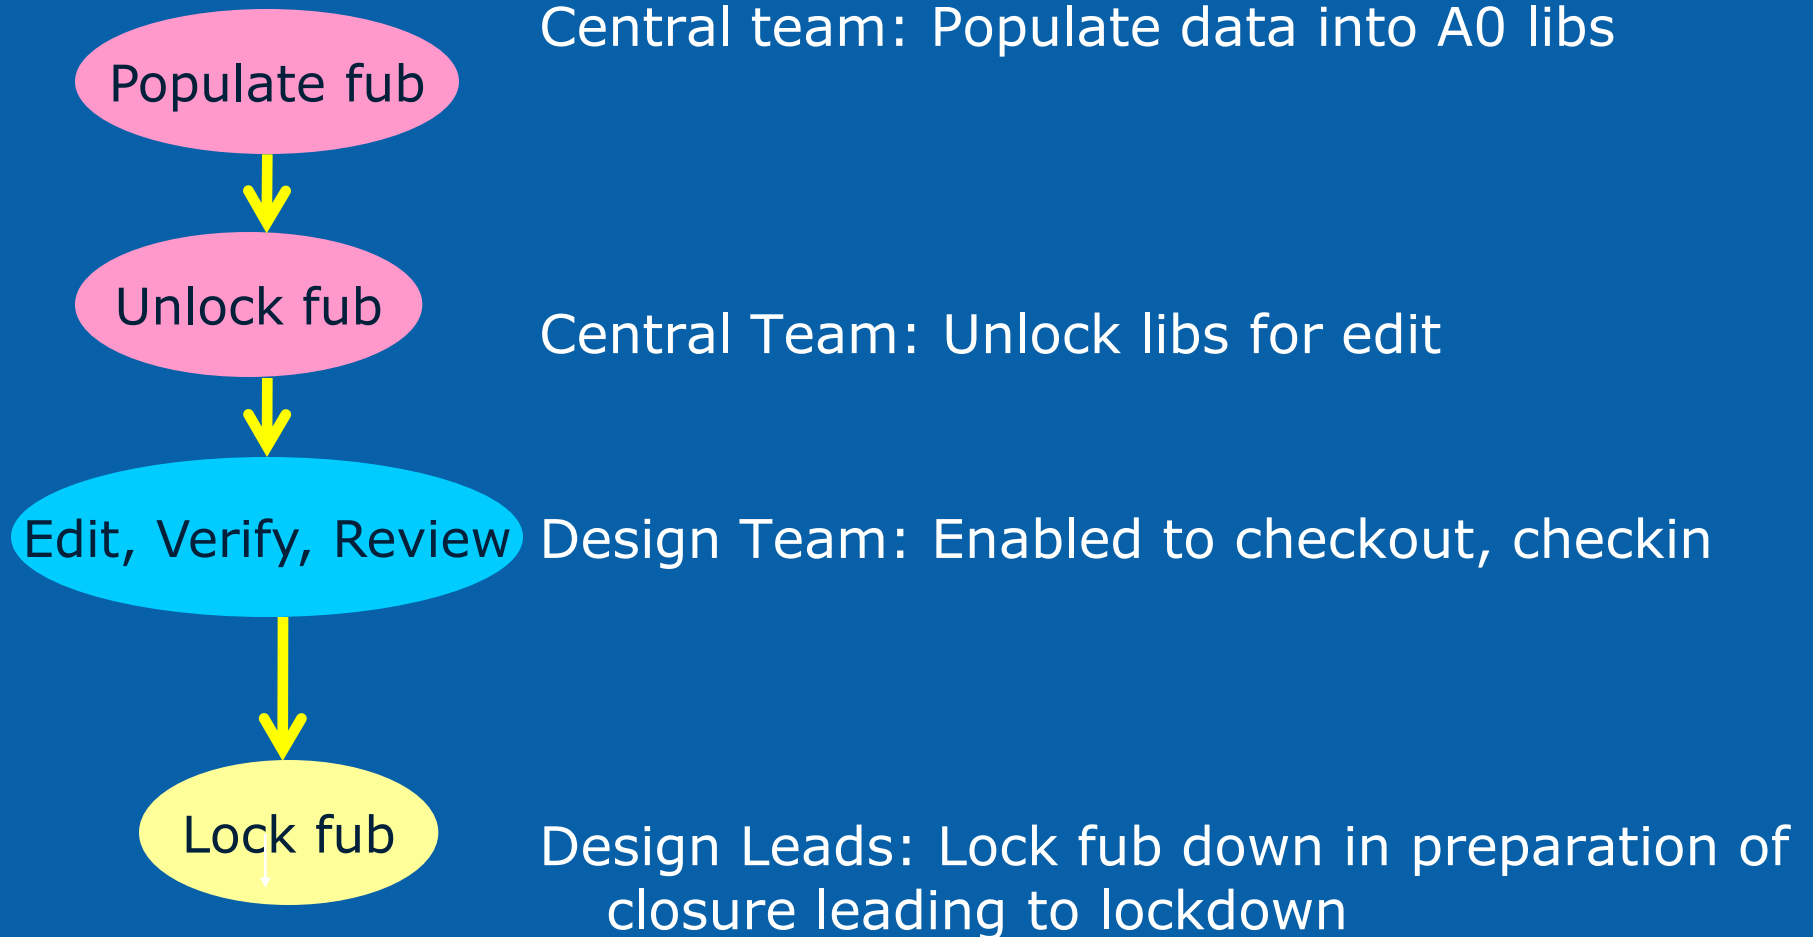 Central team: Populate data into A0 libs
Populate fub
Unlock fub
Central Team: Unlock libs for edit
Edit, Verify, Review
Design Team: Enabled to checkout, checkin
Lock fub
Design Leads: Lock fub down in preparation of
closure leading to lockdown